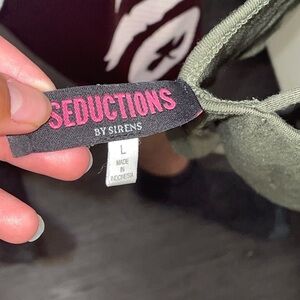 SEDUCTIONS
BY SIRENS
L
MADE
IN
INDONESIA